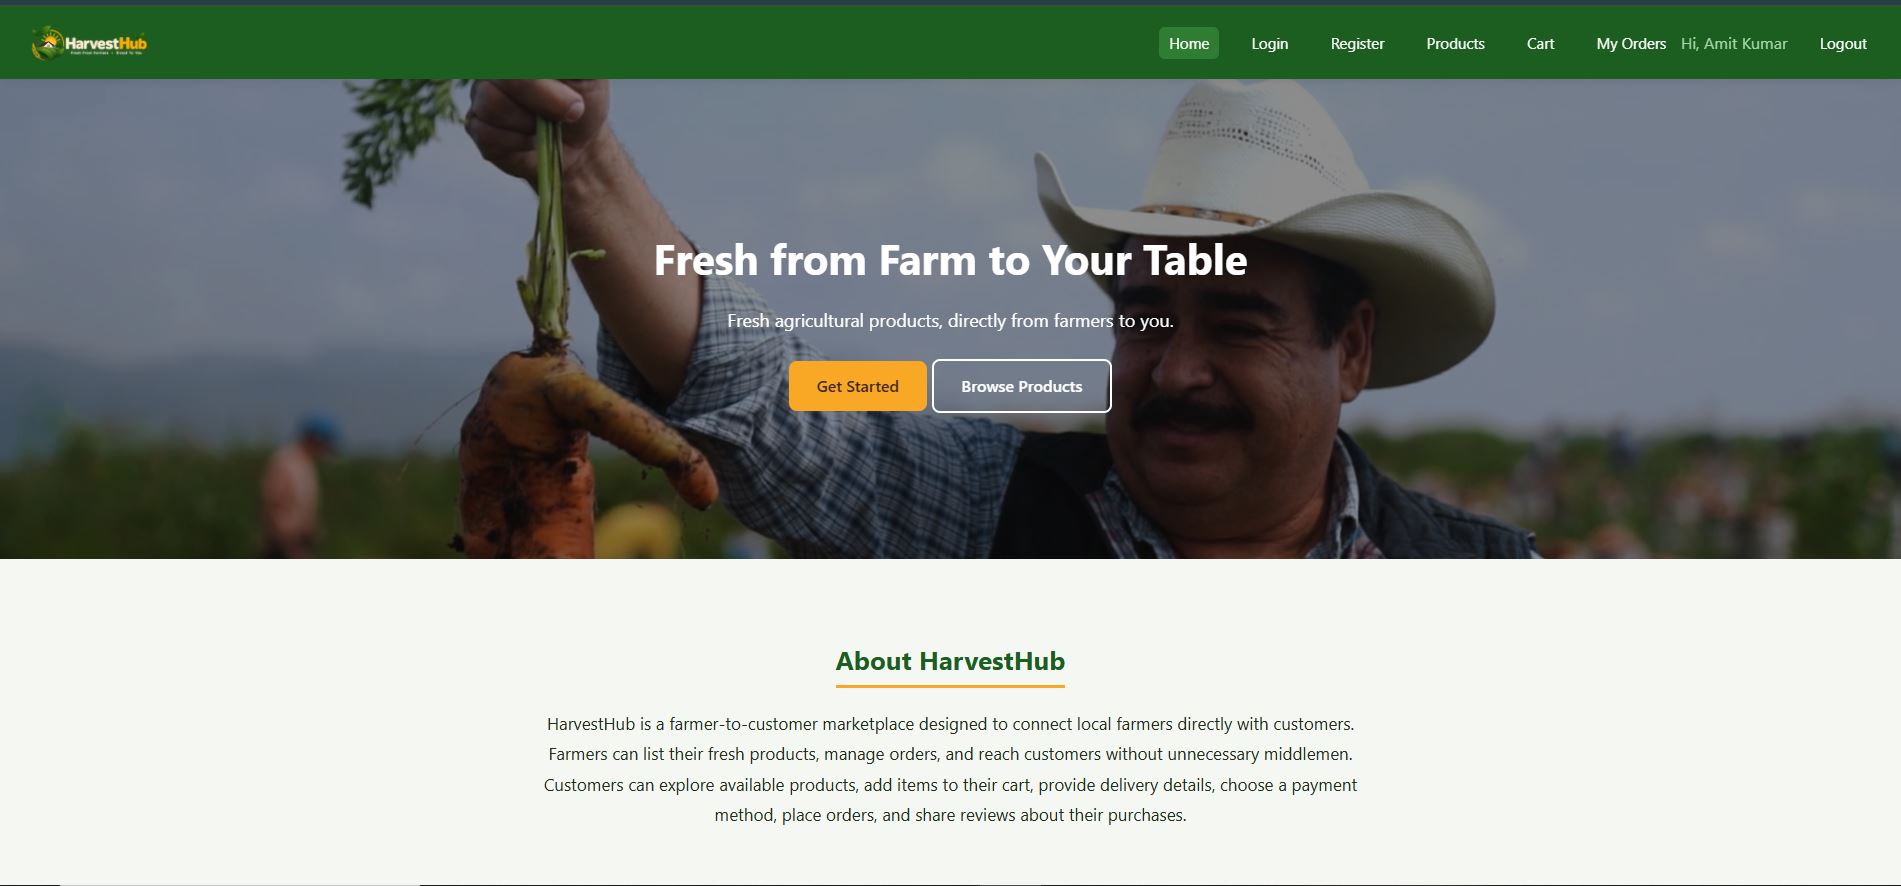 HarvestHub
Home Login Register Products Cart My Orders Hi, Amit Kumar Logout
Fresh from Farm to Your Table
Fresh agricultural products, directly from farmers to you.
Get Started Browse Products
About HarvestHub
HarvestHub is a farmer-to-customer marketplace designed to connect local farmers directly with customers.
Farmers can list their fresh products, manage orders, and reach customers without unnecessary middlemen.
Customers can explore available products, add items to their cart, provide delivery details, choose a payment
method, place orders, and share reviews about their purchases.